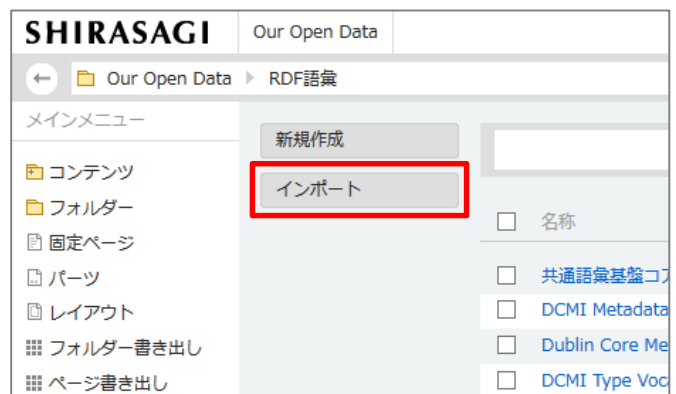 SHIRASAGI Our Open Data
Our Open Data RDF語彙
メインメニュー
新規作成
インポート
コンテンツ
フォルダー
固定ページ
パーツ
レイアウト
フォルダー書き出し
ページ書き出し
名称
共通語彙基盤コア
DCMI Metadata
Dublin Core Me
DCMI Type Voc